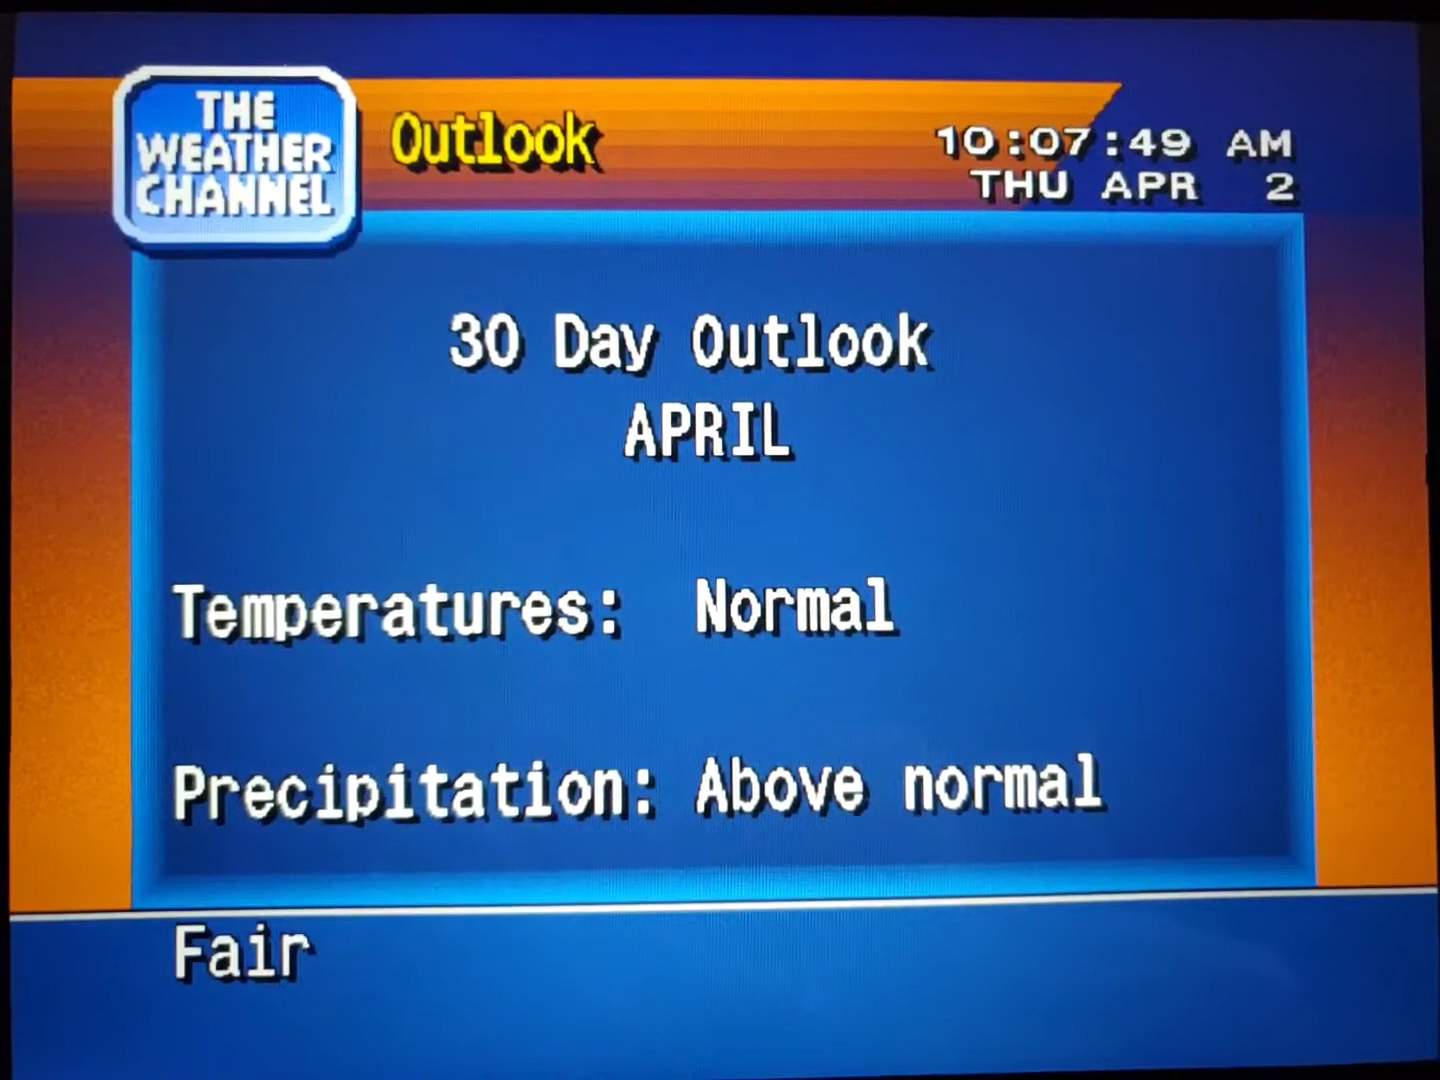 THE
WEATHER
CHANNEL
Outlook
10:07:49 AM
THU APR 2
30 Day Outlook
APRIL
Temperatures: Normal
Precipitation: Above normal
Fair